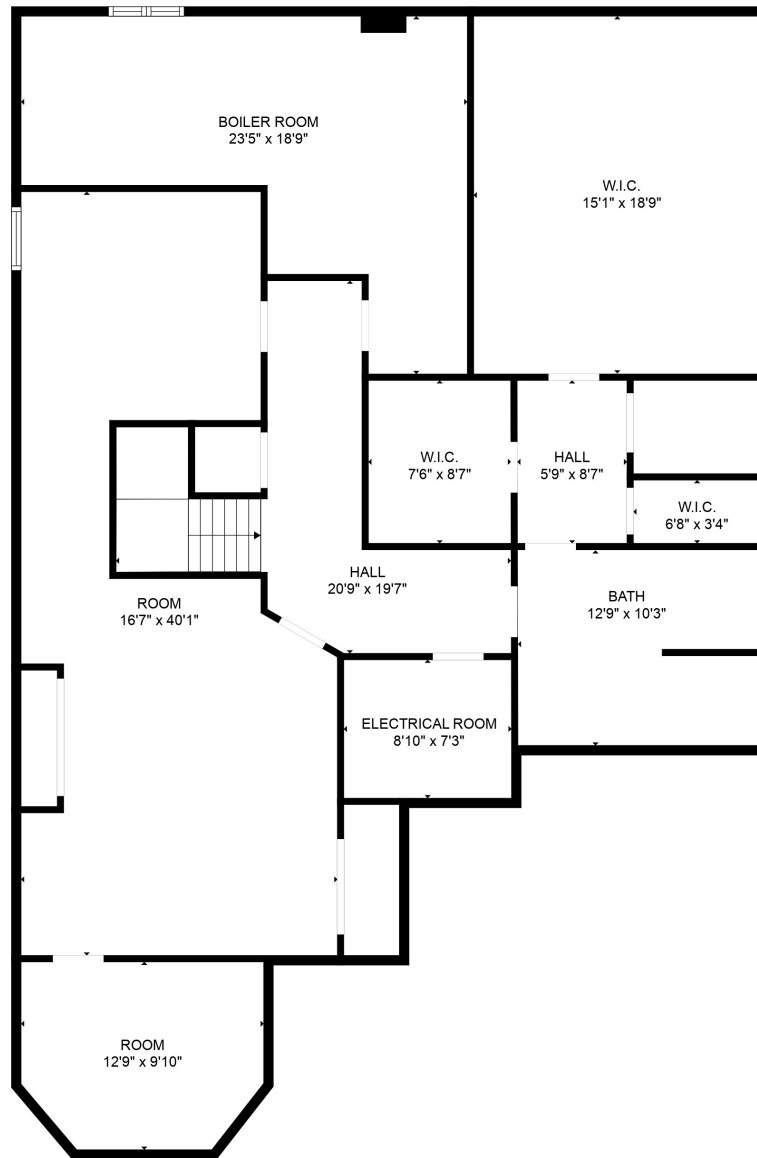 BOILER ROOM
23'5" x 18'9"
W.I.C.
15'1" x 18'9"
W.I.C.
7'6" x 8'7"
HALL
5'9" x 8'7"
W.I.C.
6'8" x 3'4"
HALL
20'9" x 19'7"
BATH
12'9" x 10'3"
ROOM
16'7" x 40'1"
ELECTRICAL ROOM
8'10" x 7'3"
ROOM
12'9" x 9'10"